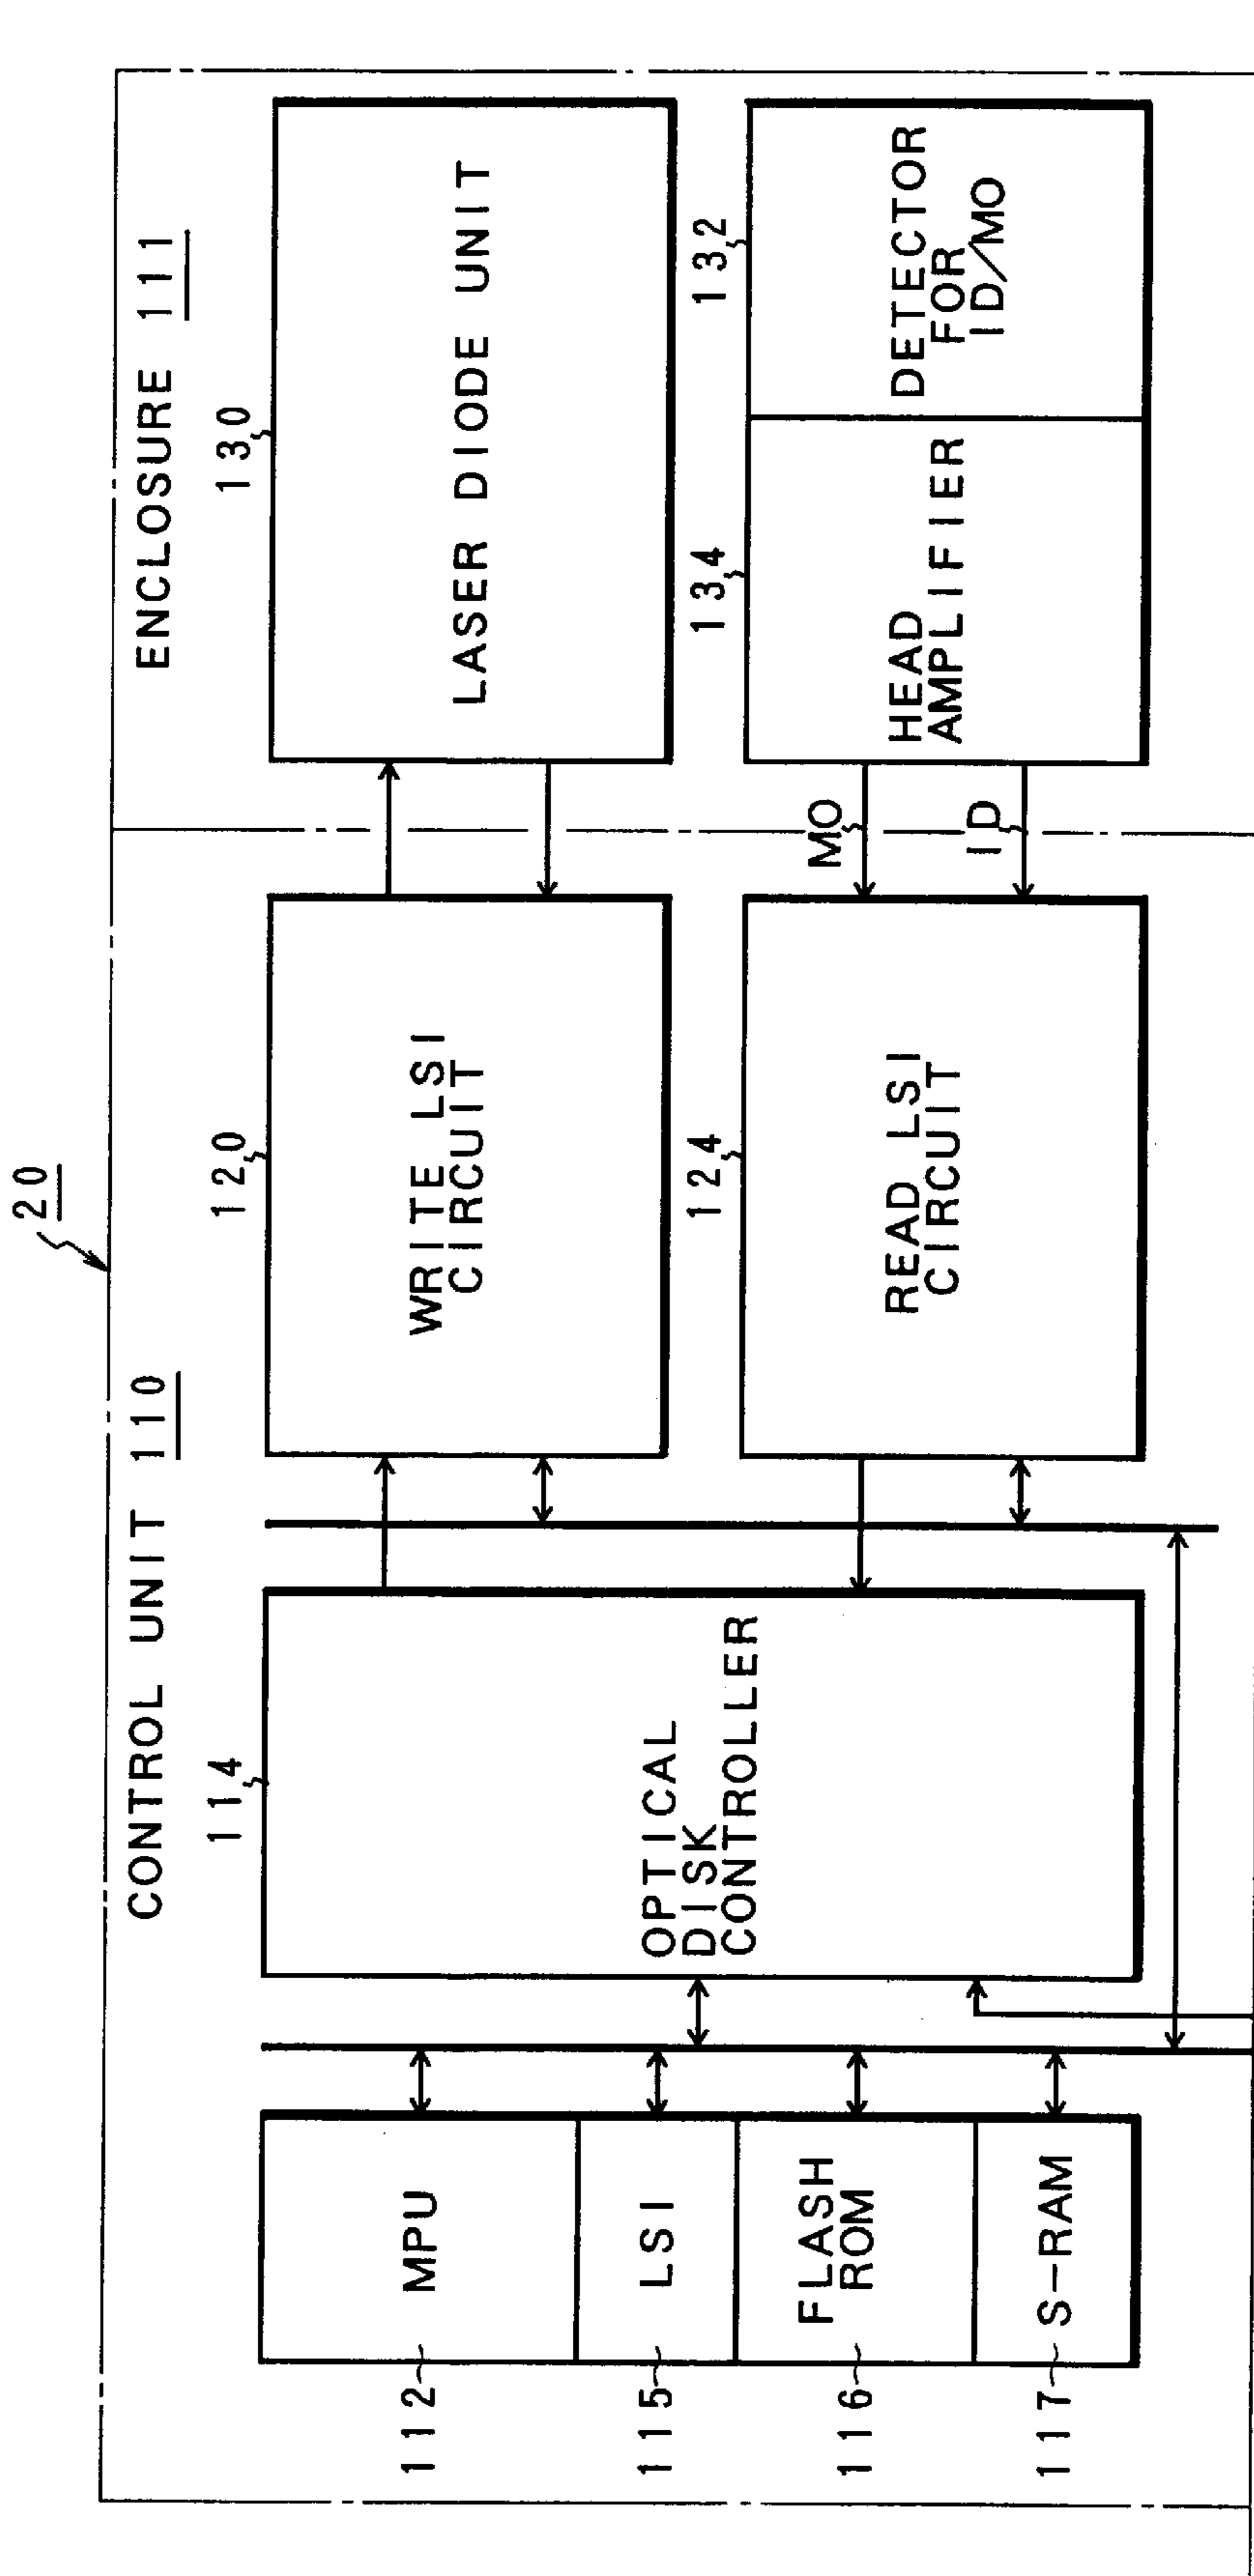 20
CONTROL UNIT 110
ENCLOSURE 111
112
MPU
115
LSI
116
FLASH
ROM
117
S-RAM
114
OPTICAL
DISK
CONTROLLER
120
WRITE LSI
CIRCUIT
124
READ LSI
CIRCUIT
MO
ID
130
LASER DIODE UNIT
134
HEAD
AMPLIFIER
132
DETECTOR
FOR
ID/MO